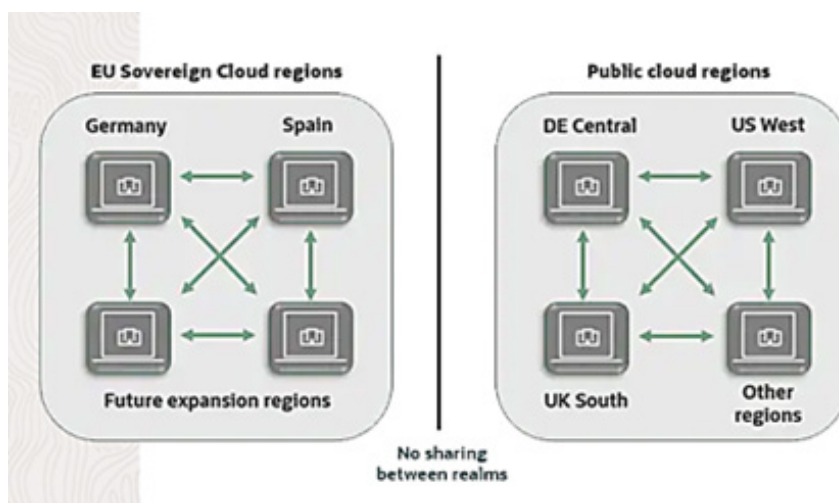 EU Sovereign Cloud regions
Public cloud regions
Germany
Spain
DE Central
US West
Future expansion regions
UK South
Other
regions
No sharing
between realms